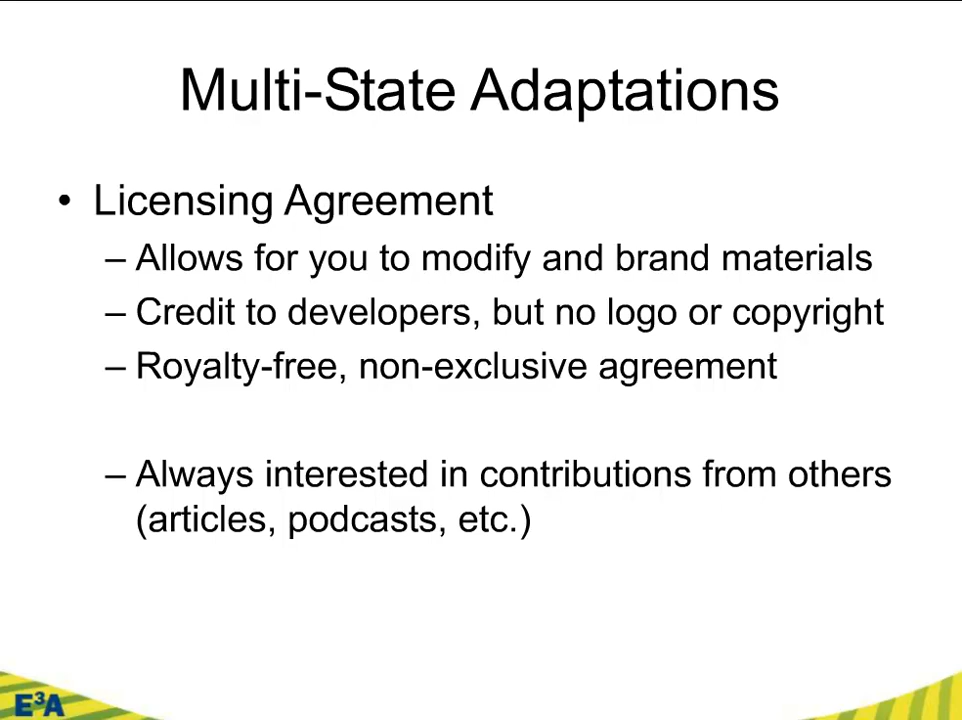 Multi-State Adaptations
• Licensing Agreement
– Allows for you to modify and brand materials
– Credit to developers, but no logo or copyright
– Royalty-free, non-exclusive agreement
– Always interested in contributions from others
(articles, podcasts, etc.)
E³A